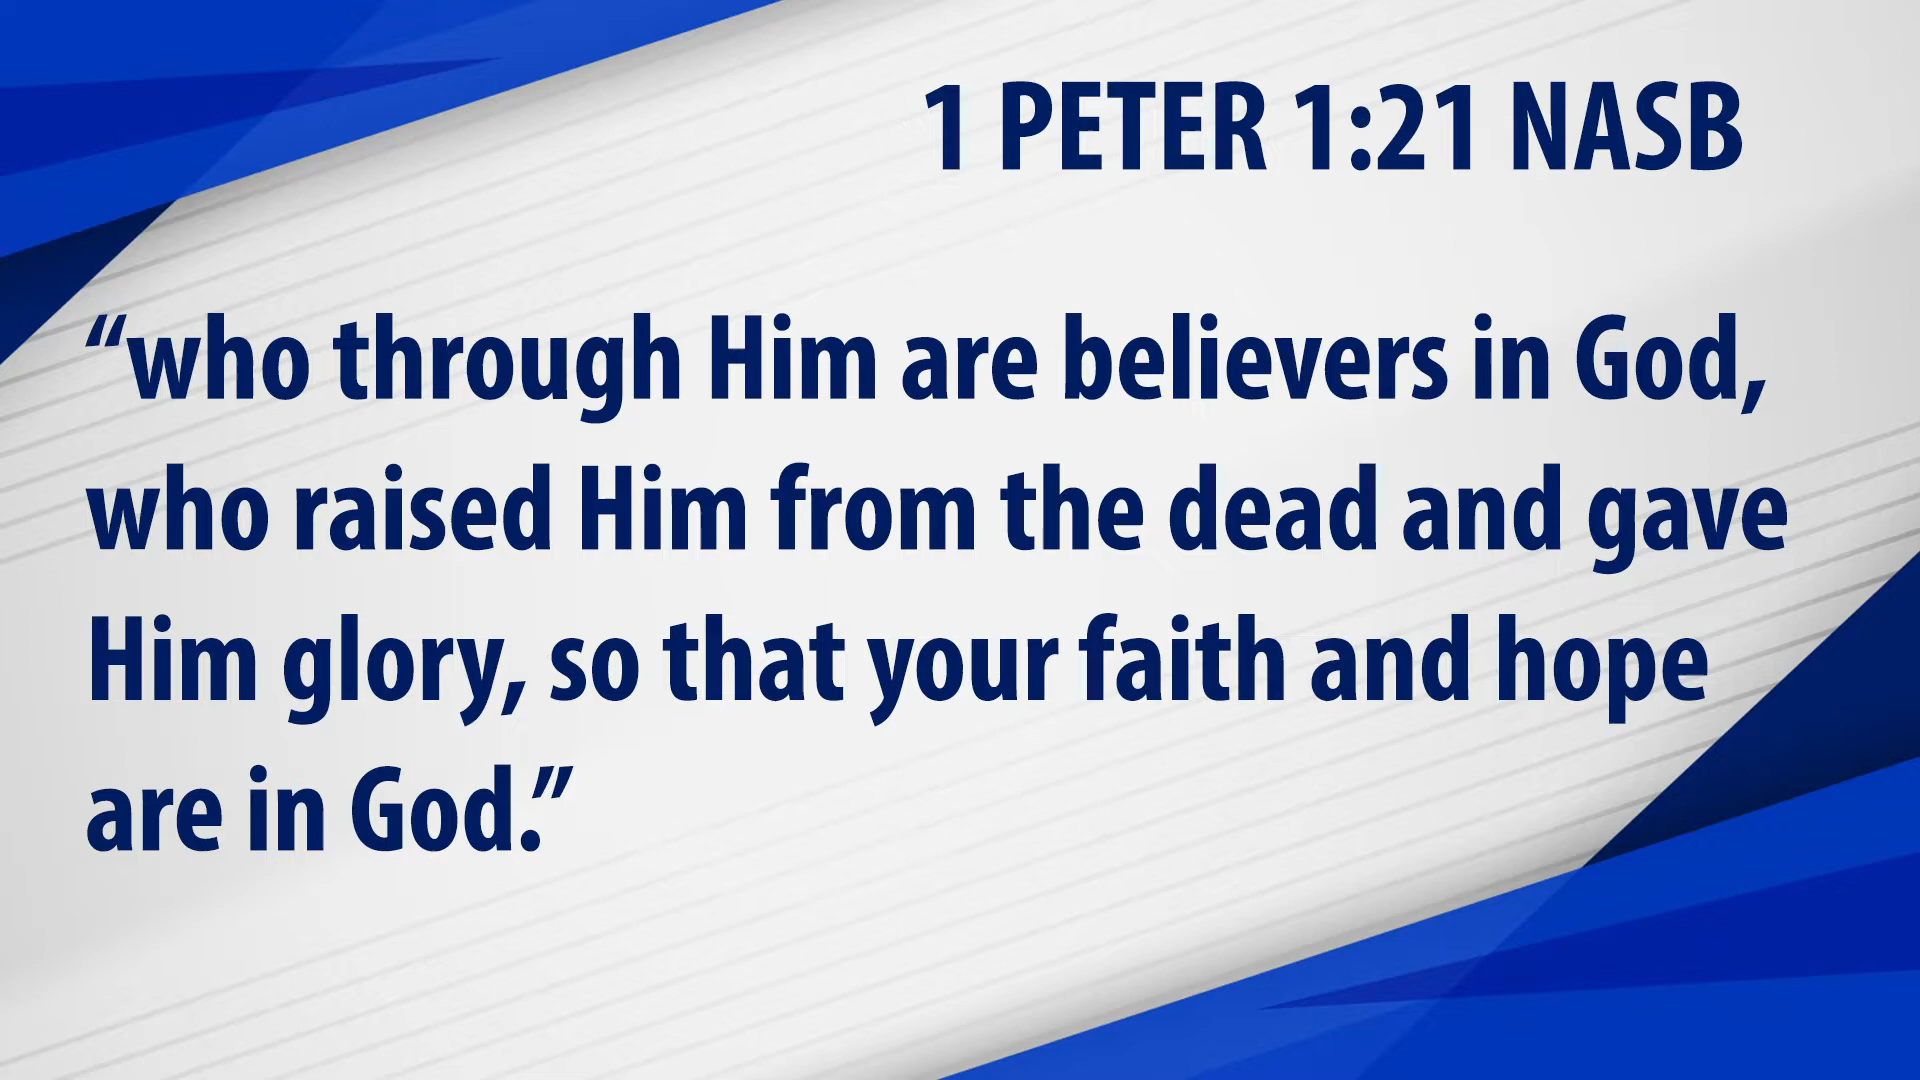 1 PETER 1:21 NASB
“who through Him are believers in God,
who raised Him from the dead and gave
Him glory, so that your faith and hope
are in God.”